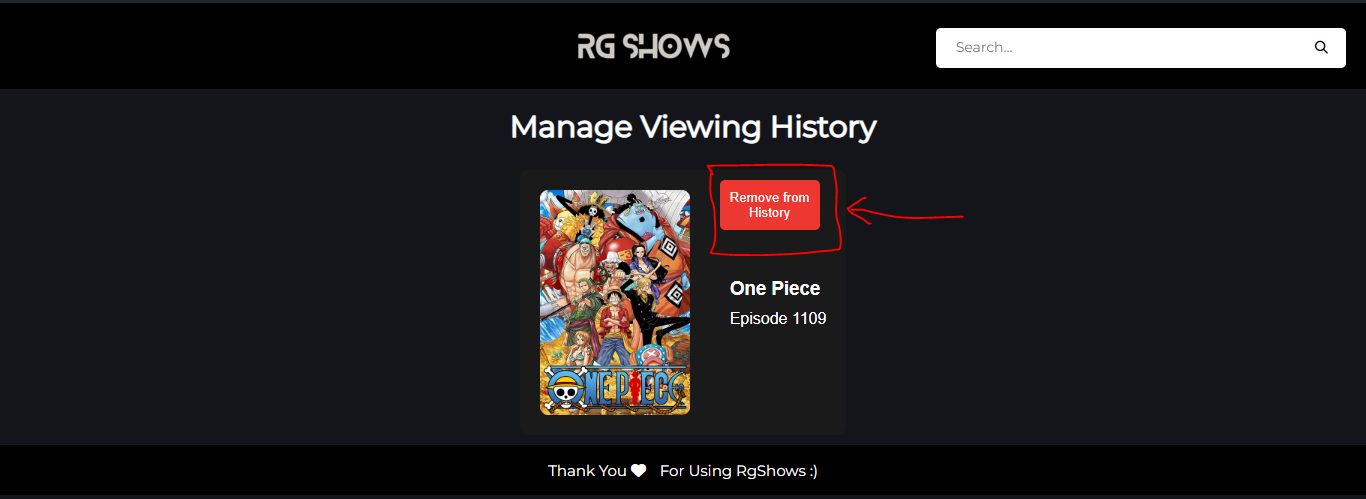 RG SHOWS
Search...
Manage Viewing History
Remove from
History
One Piece
Episode 1109
ONE PIECE
Thank You For Using RgShows :)